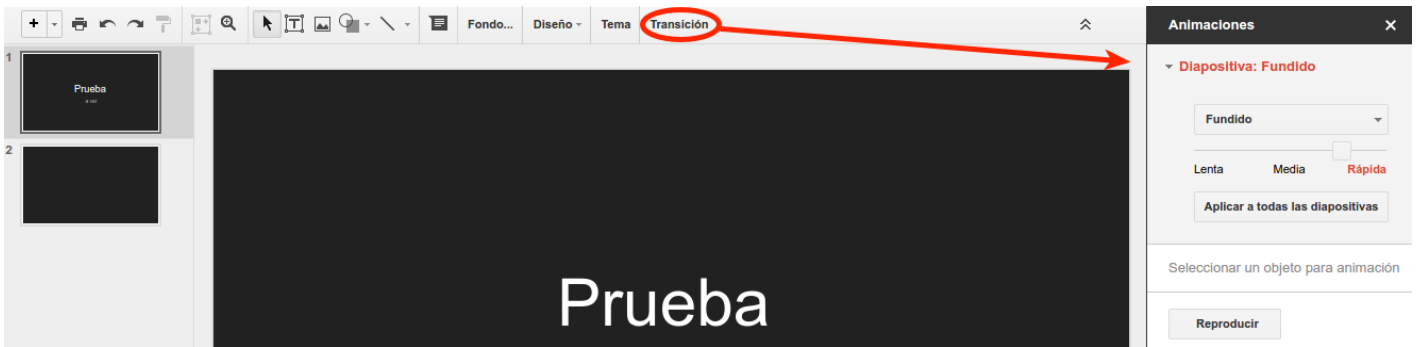 Fondo... Diseño Tema Transición
1
Prueba
a ver
2
Prueba
Animaciones
Diapositiva: Fundido
Fundido
Lenta Media Rápida
Aplicar a todas las diapositivas
Seleccionar un objeto para animación
Reproducir